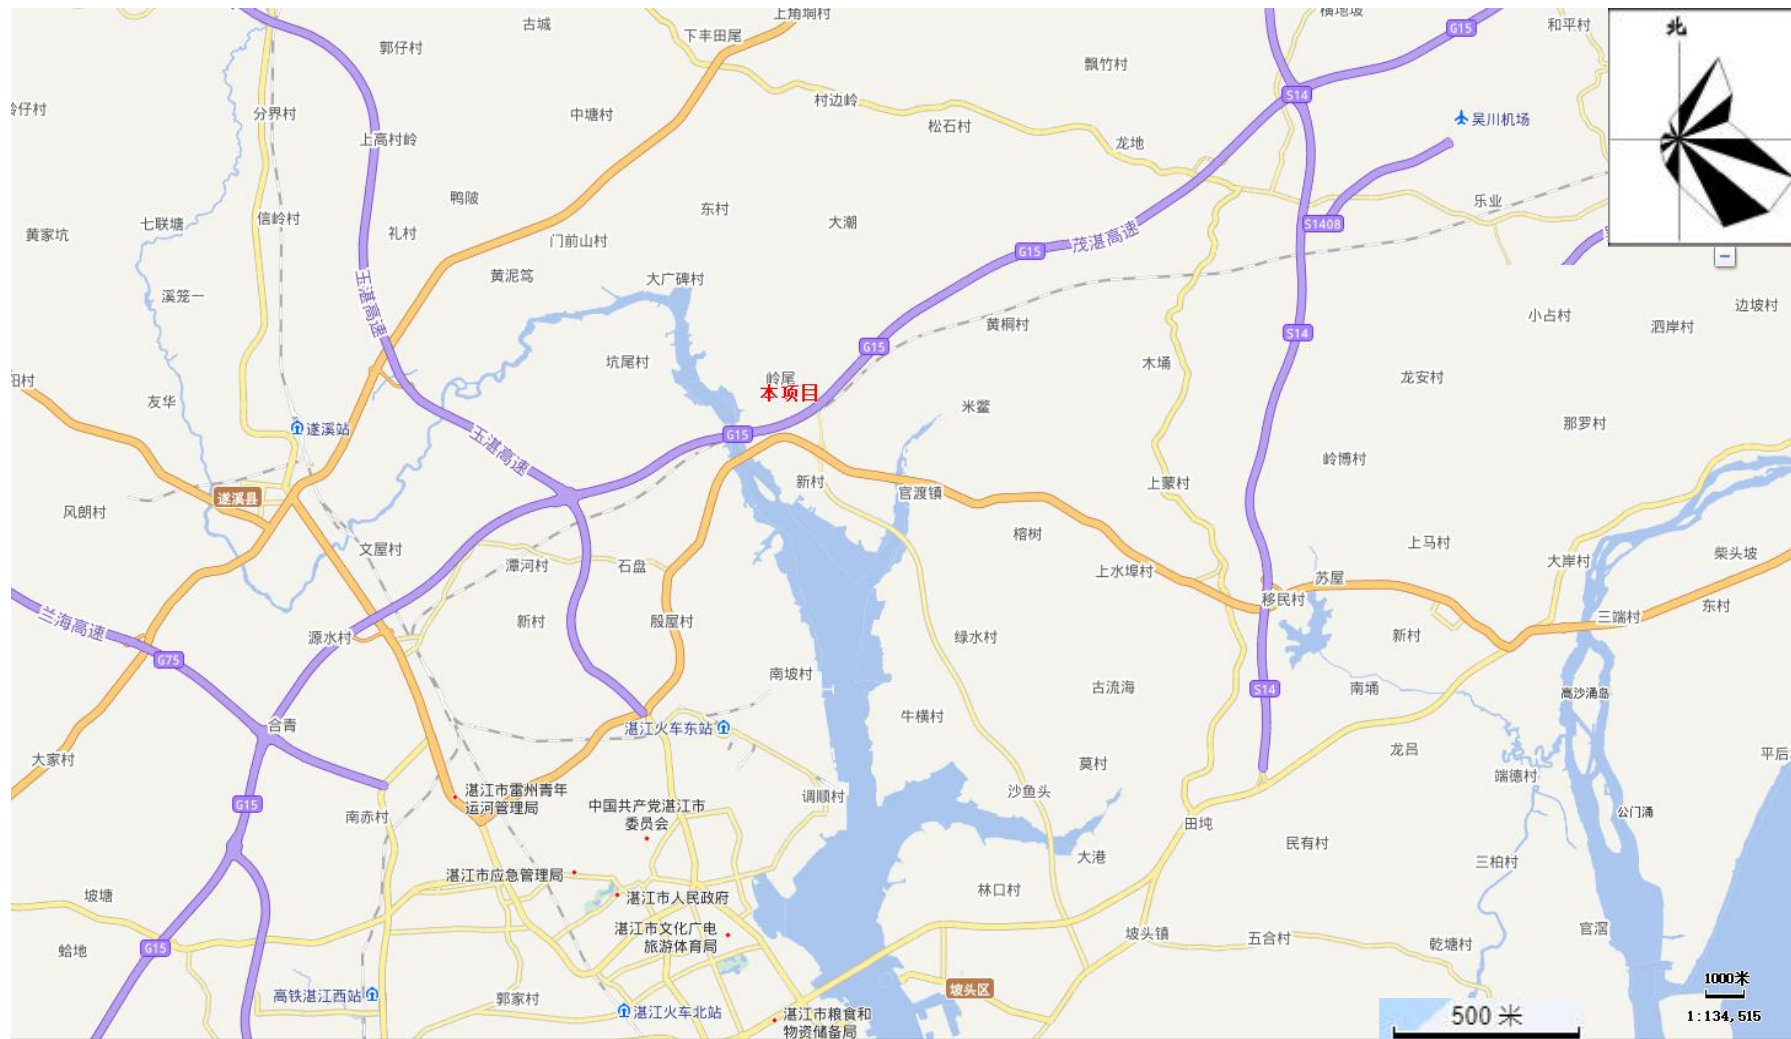 上角垌村
古城
横地坡
和平村
G15
北
下丰田尾
郭仔村
飘竹村
S14
村边岭
中塘村
分界村
松石村
吴川机场
上高村岭
龙地
鸭陂
东村
大潮
乐业
七联塘
信岭村
礼村
黄家坑
门前山村
S1408
茂湛高速
G15
黄泥笃
大广碑村
溪笼一
玉湛高速
边坡村
小占村
泗岸村
黄桐村
S14
G15
坑尾村
木埇
岭尾
本项目
龙安村
友华
米鳖
那罗村
遂溪站
玉湛高速
G15
岭博村
新村
上蒙村
遂溪县
官渡镇
风朗村
榕树
上马村
文屋村
柴头坡
大岸村
潭河村
石盘
上水埠村
苏屋
移民村
东村
兰海高速
新村
殷屋村
三端村
源水村
绿水村
新村
G75
南坡村
古流海
S14
南埇
高沙涌岛
合青
湛江火车东站
牛横村
龙吕
大家村
平后
莫村
端德村
湛江市雷州青年
运河管理局
调顺村
沙鱼头
G15
中国共产党湛江市
委员会
南赤村
田坉
公门涌
民有村
大港
三柏村
湛江市应急管理局
坡塘
湛江市人民政府
林口村
湛江市文化广电
旅游体育局
坡头镇
五合村
官滘
蛤地
G15
乾塘村
1000米
高铁湛江西站
郭家村
坡头区
湛江火车北站
湛江市粮食和
物资储备局
500 米
1:134,515